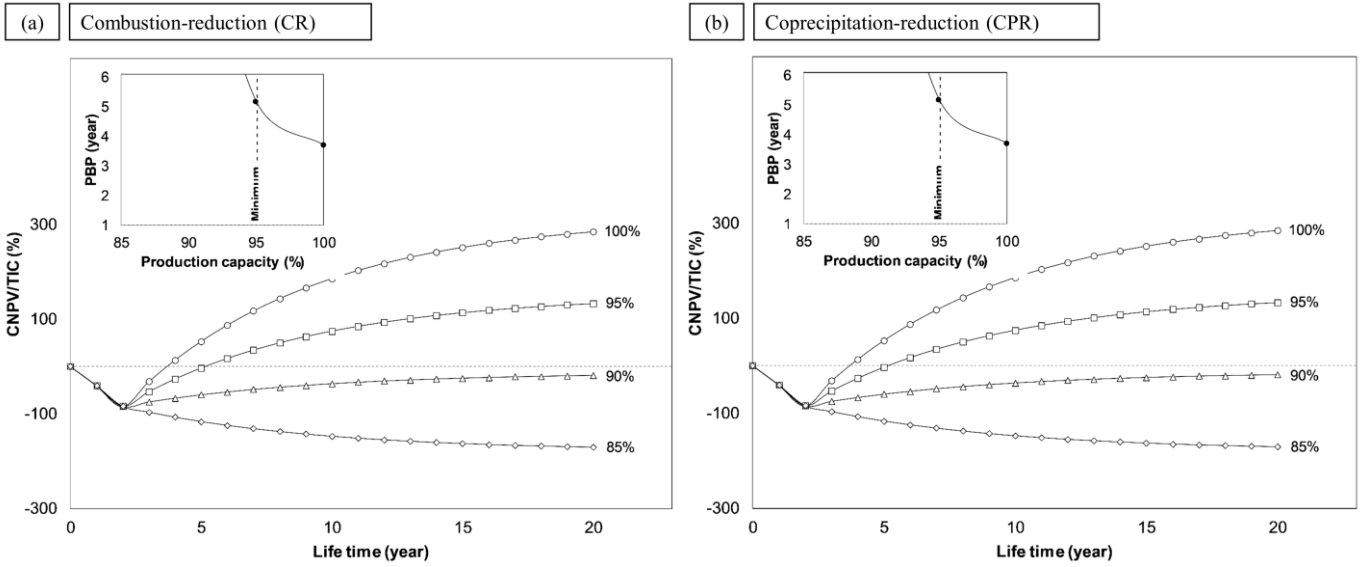 (a) Combustion-reduction (CR)
6
5
4
3
2
1
PBP (year)
Minimum
85 90 95 100
Production capacity (%)
300
100
-100
-300
CNPV/TIC (%)
100%
95%
90%
85%
0 5 10 15 20
Life time (year)
(b) Coprecipitation-reduction (CPR)
6
5
4
3
2
1
PBP (year)
Minimum
85 90 95 100
Production capacity (%)
300
100
-100
-300
CNPV/TIC (%)
100%
95%
90%
85%
0 5 10 15 20
Life time (year)